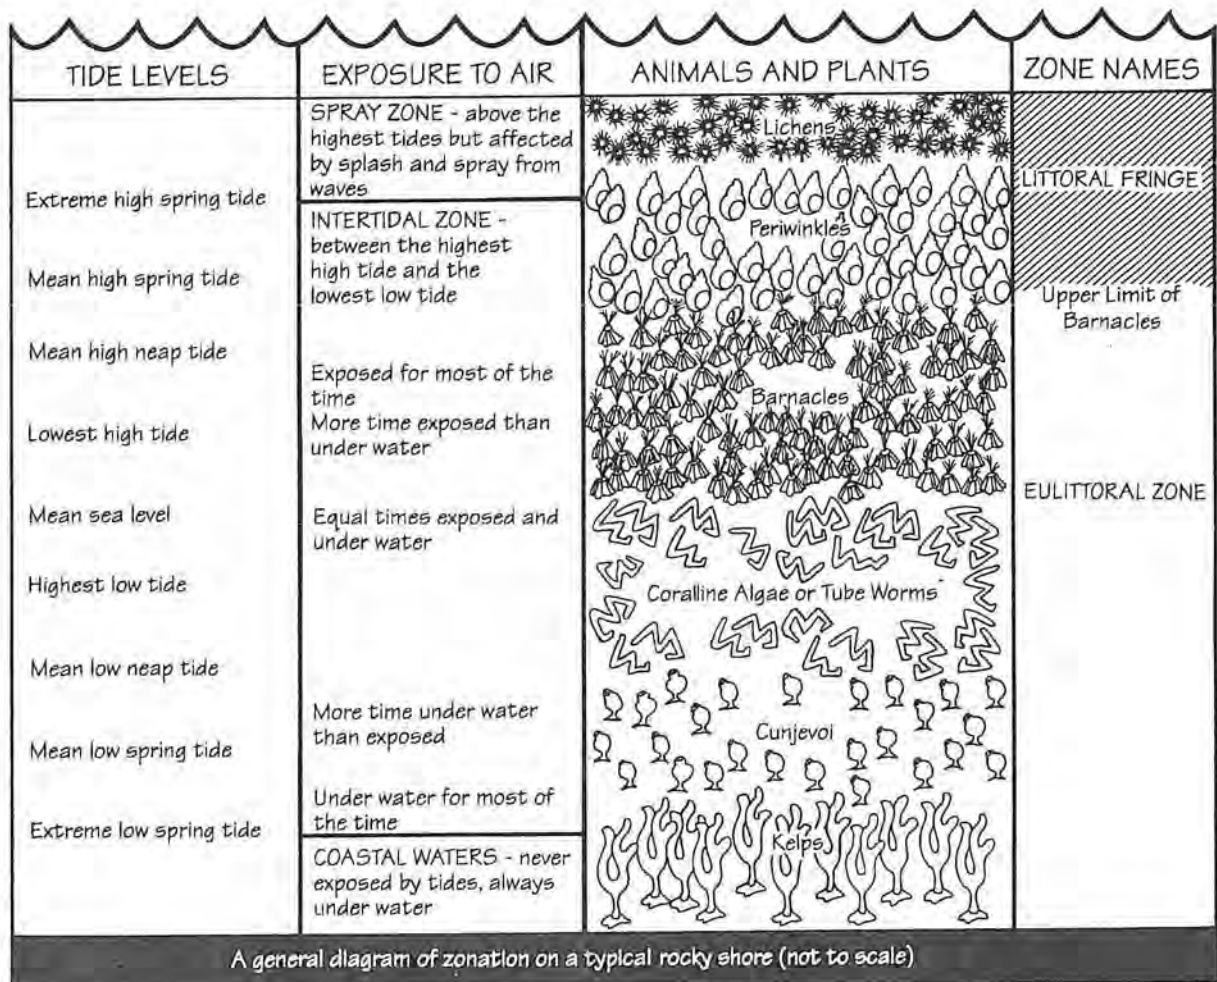 TIDE LEVELS
Extreme high spring tide
Mean high spring tide
Mean high neap tide
Lowest high tide
Mean sea level
Highest low tide
Mean low neap tide
Mean low spring tide
Extreme low spring tide
EXPOSURE TO AIR
SPRAY ZONE - above the
highest tides but affected
by splash and spray from
waves
INTERTIDAL ZONE -
between the highest
high tide and the
lowest low tide
Exposed for most of the
time
More time exposed than
under water
Equal times exposed and
under water
More time under water
than exposed
Under water for most of
the time
COASTAL WATERS - never
exposed by tides, always
under water
ANIMALS AND PLANTS
Lichens
Periwinkles
Barnacles
Coralline Algae or Tube Worms
Cunjevoi
Kelps
ZONE NAMES
LITTORAL FRINGE
Upper Limit of
Barnacles
EULITTORAL ZONE
A general diagram of zonation on a typical rocky shore (not to scale)